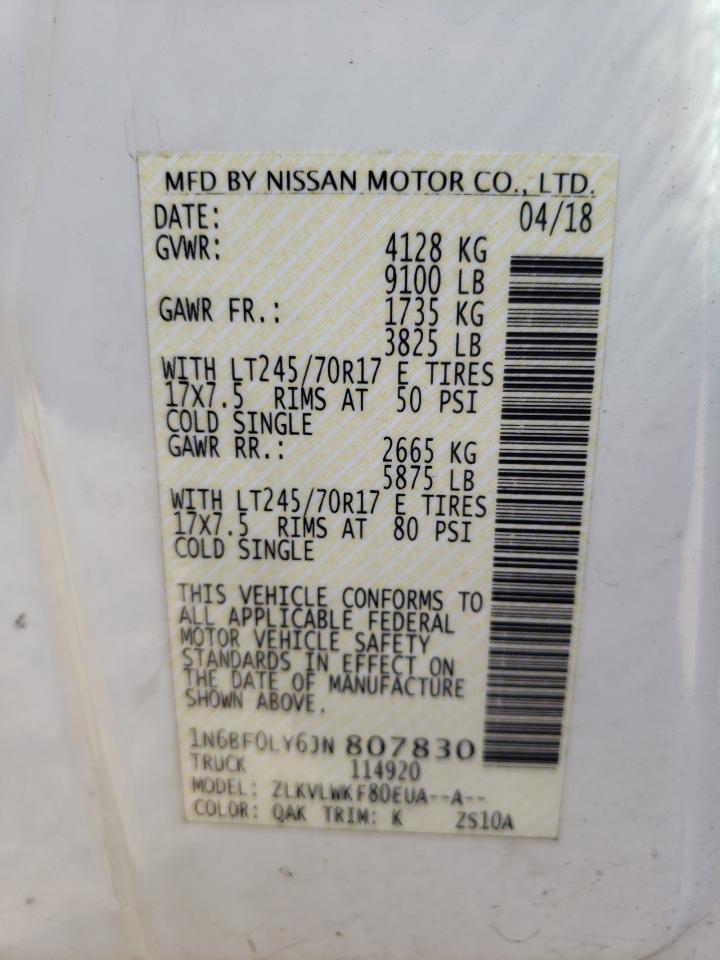 MFD BY NISSAN MOTOR CO., LTD.
DATE: 04/18
GVWR: 4128 KG
9100 LB
GAWR FR.: 1735 KG
3825 LB
WITH LT245/70R17 E TIRES
17X7.5 RIMS AT 50 PSI
COLD SINGLE
GAWR RR.: 2665 KG
5875 LB
WITH LT245/70R17 E TIRES
17X7.5 RIMS AT 80 PSI
COLD SINGLE
THIS VEHICLE CONFORMS TO
ALL APPLICABLE FEDERAL
MOTOR VEHICLE SAFETY
STANDARDS IN EFFECT ON
THE DATE OF MANUFACTURE
SHOWN ABOVE.
1N6BF0LY6JN 807830
TRUCK 114920
MODEL: ZLKVLWKF80EUA--A--
COLOR: QAK TRIM: K ZS10A